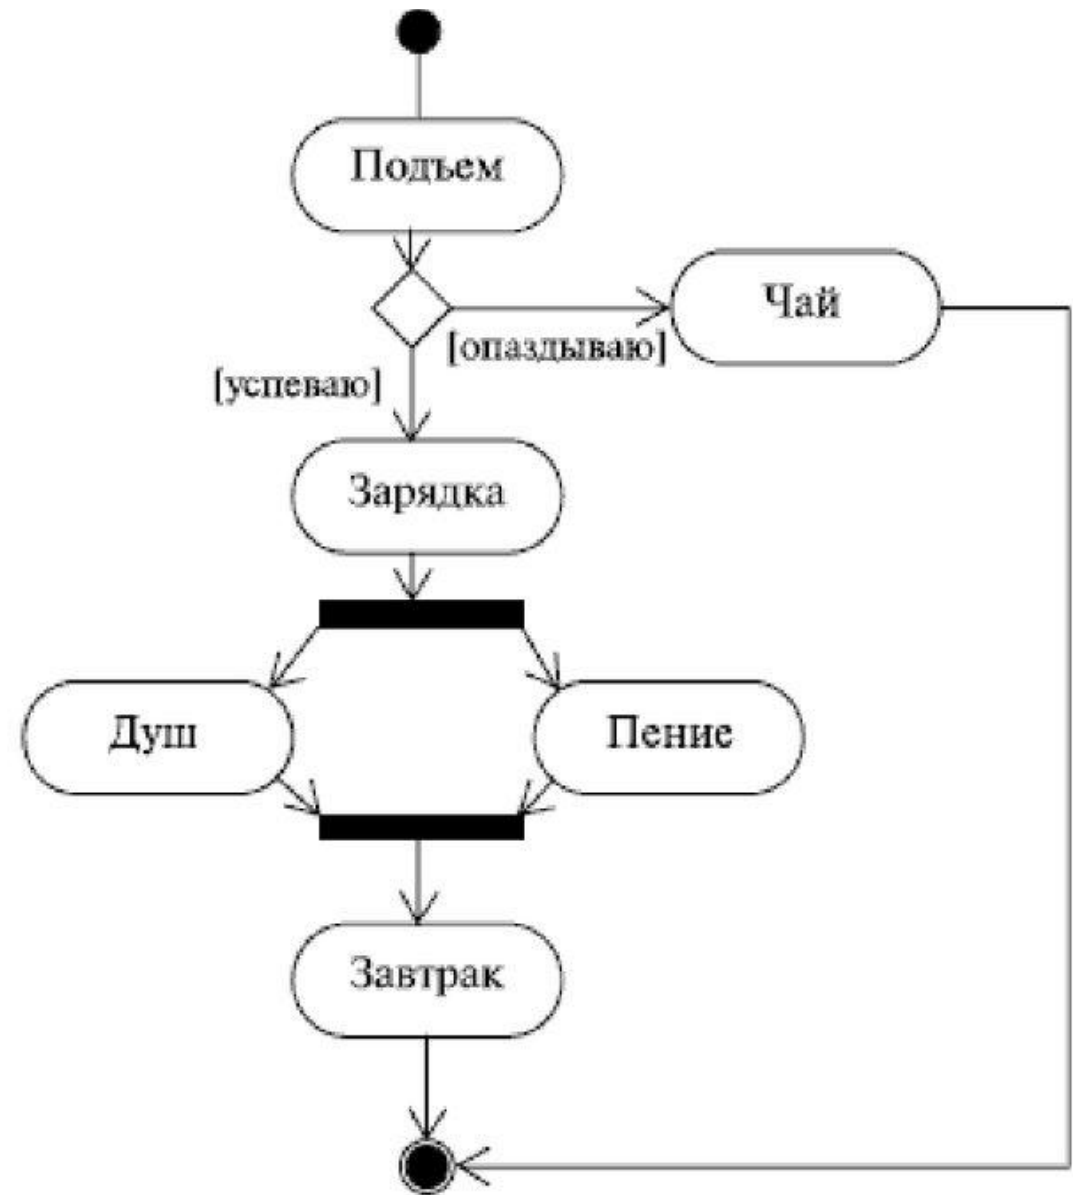 Подъем
Чай
[опаздываю]
[успеваю]
Зарядка
Душ
Пение
Завтрак